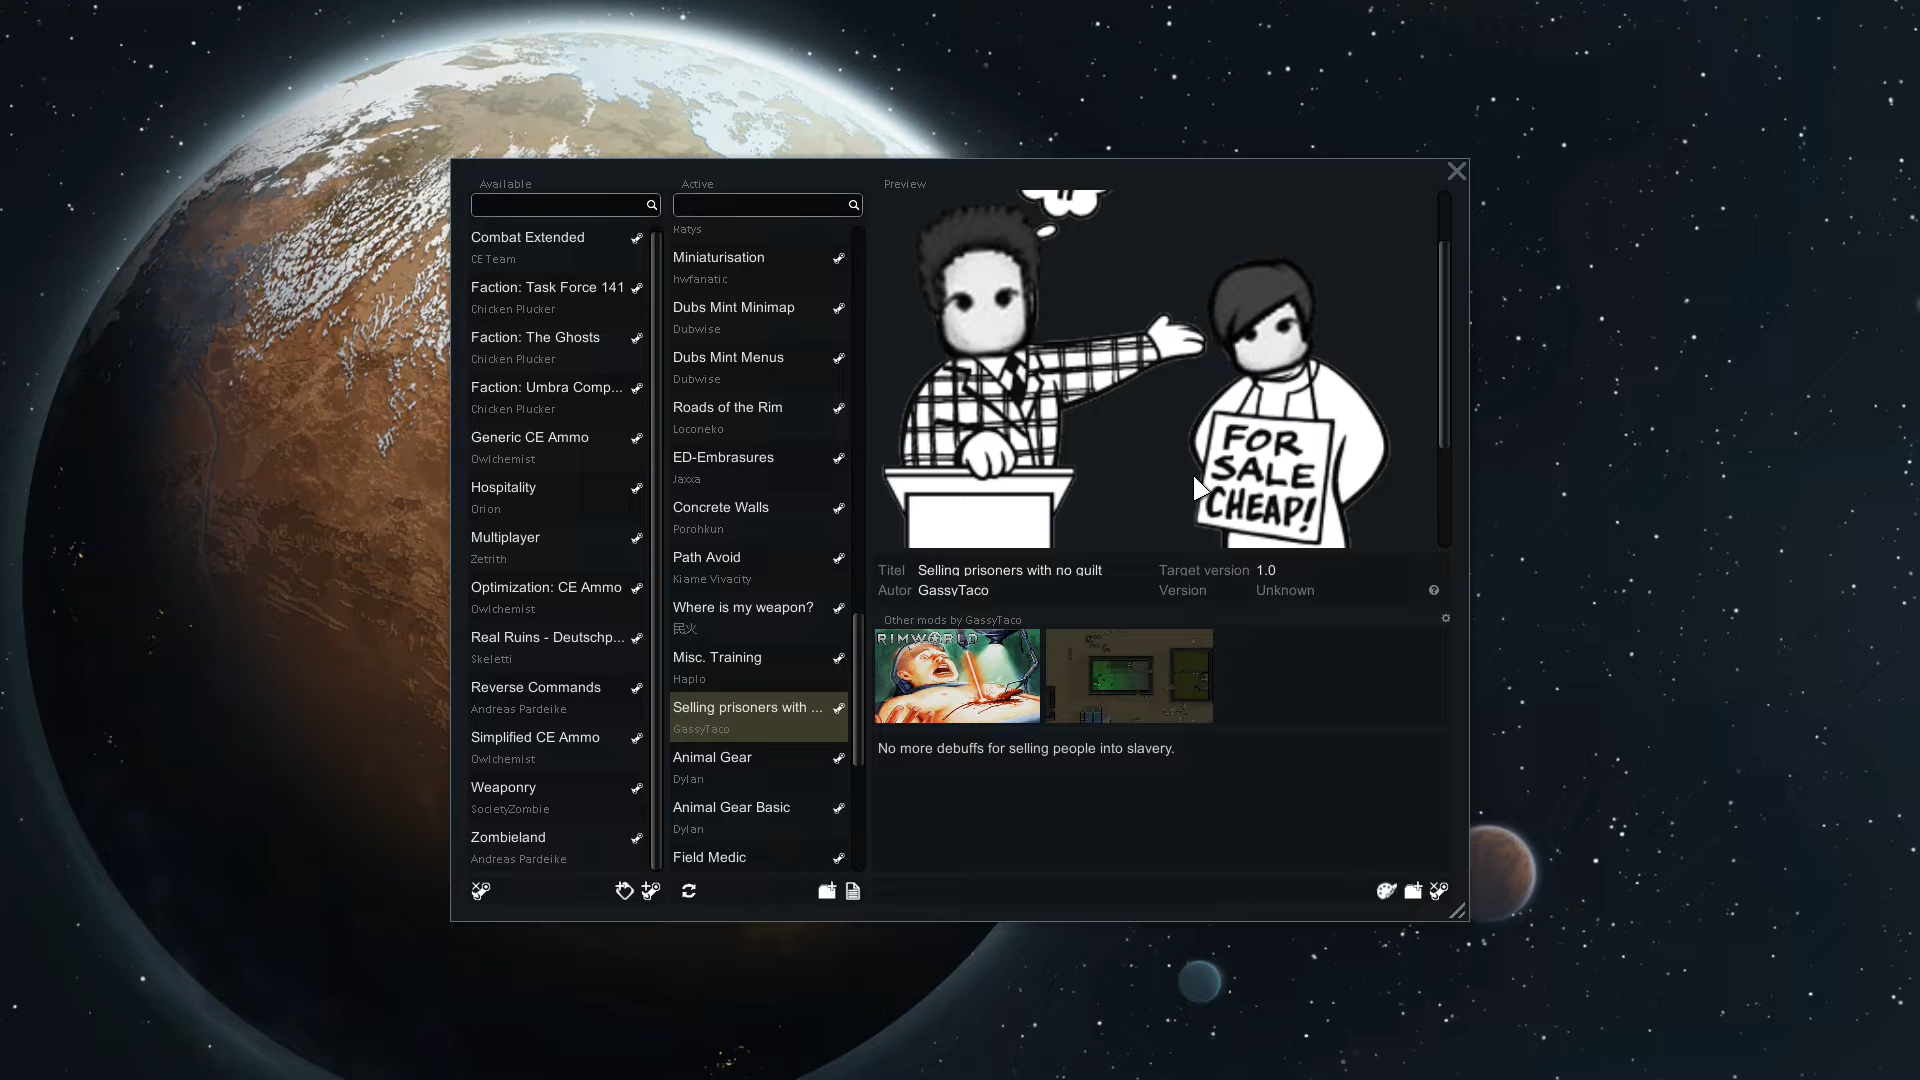 Available
Active
Preview
Combat Extended
CE Team
Faction: Task Force 141
Chicken Plucker
Faction: The Ghosts
Chicken Plucker
Faction: Umbra Comp...
Chicken Plucker
Generic CE Ammo
Owlchemist
Hospitality
Orion
Multiplayer
Zetrith
Optimization: CE Ammo
Owlchemist
Real Ruins - Deutschp...
Skeletti
Reverse Commands
Andreas Pardeike
Simplified CE Ammo
Owlchemist
Weaponry
SocietyZombie
Zombieland
Andreas Pardeike
Miniaturisation
hwfanatic
Dubs Mint Minimap
Dubwise
Dubs Mint Menus
Dubwise
Roads of the Rim
Loconeko
ED-Embrasures
Jaxxa
Concrete Walls
Porohkun
Path Avoid
Kiame Vivacity
Where is my weapon?
民火
Misc. Training
Haplo
Selling prisoners with ...
GassyTaco
Animal Gear
Dylan
Animal Gear Basic
Dylan
Field Medic
FOR
SALE
CHEAP!
Titel Selling prisoners with no guilt
Target version 1.0
Autor GassyTaco
Version Unknown
Other mods by GassyTaco
RIMWORLD
No more debuffs for selling people into slavery.